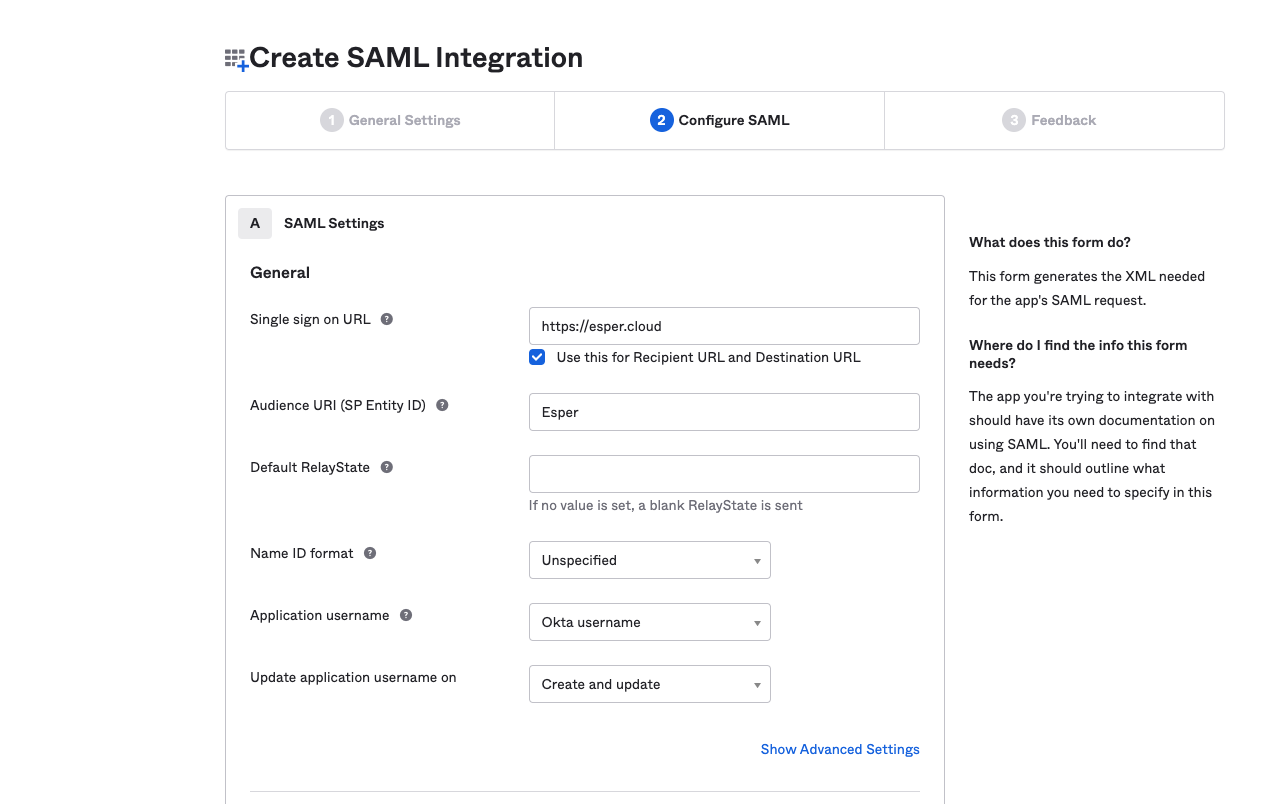 Create SAML Integration
1 General Settings
2 Configure SAML
3 Feedback
A SAML Settings
General
Single sign on URL ?
https://esper.cloud
Use this for Recipient URL and Destination URL
Audience URI (SP Entity ID) ?
Esper
Default RelayState ?
If no value is set, a blank RelayState is sent
Name ID format ?
Unspecified
Application username ?
Okta username
Update application username on
Create and update
Show Advanced Settings
What does this form do?
This form generates the XML needed
for the app's SAML request.
Where do I find the info this form
needs?
The app you're trying to integrate with
should have its own documentation on
using SAML. You'll need to find that
doc, and it should outline what
information you need to specify in this
form.